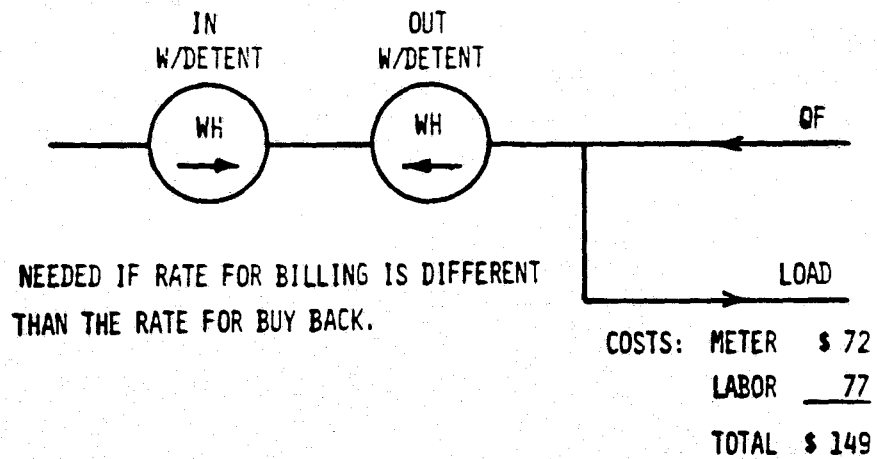 IN
W/DETENT
OUT
W/DETENT
WH
WH
QF
NEEDED IF RATE FOR BILLING IS DIFFERENT
THAN THE RATE FOR BUY BACK.
LOAD
COSTS: METER $ 72
LABOR 77
TOTAL $ 149